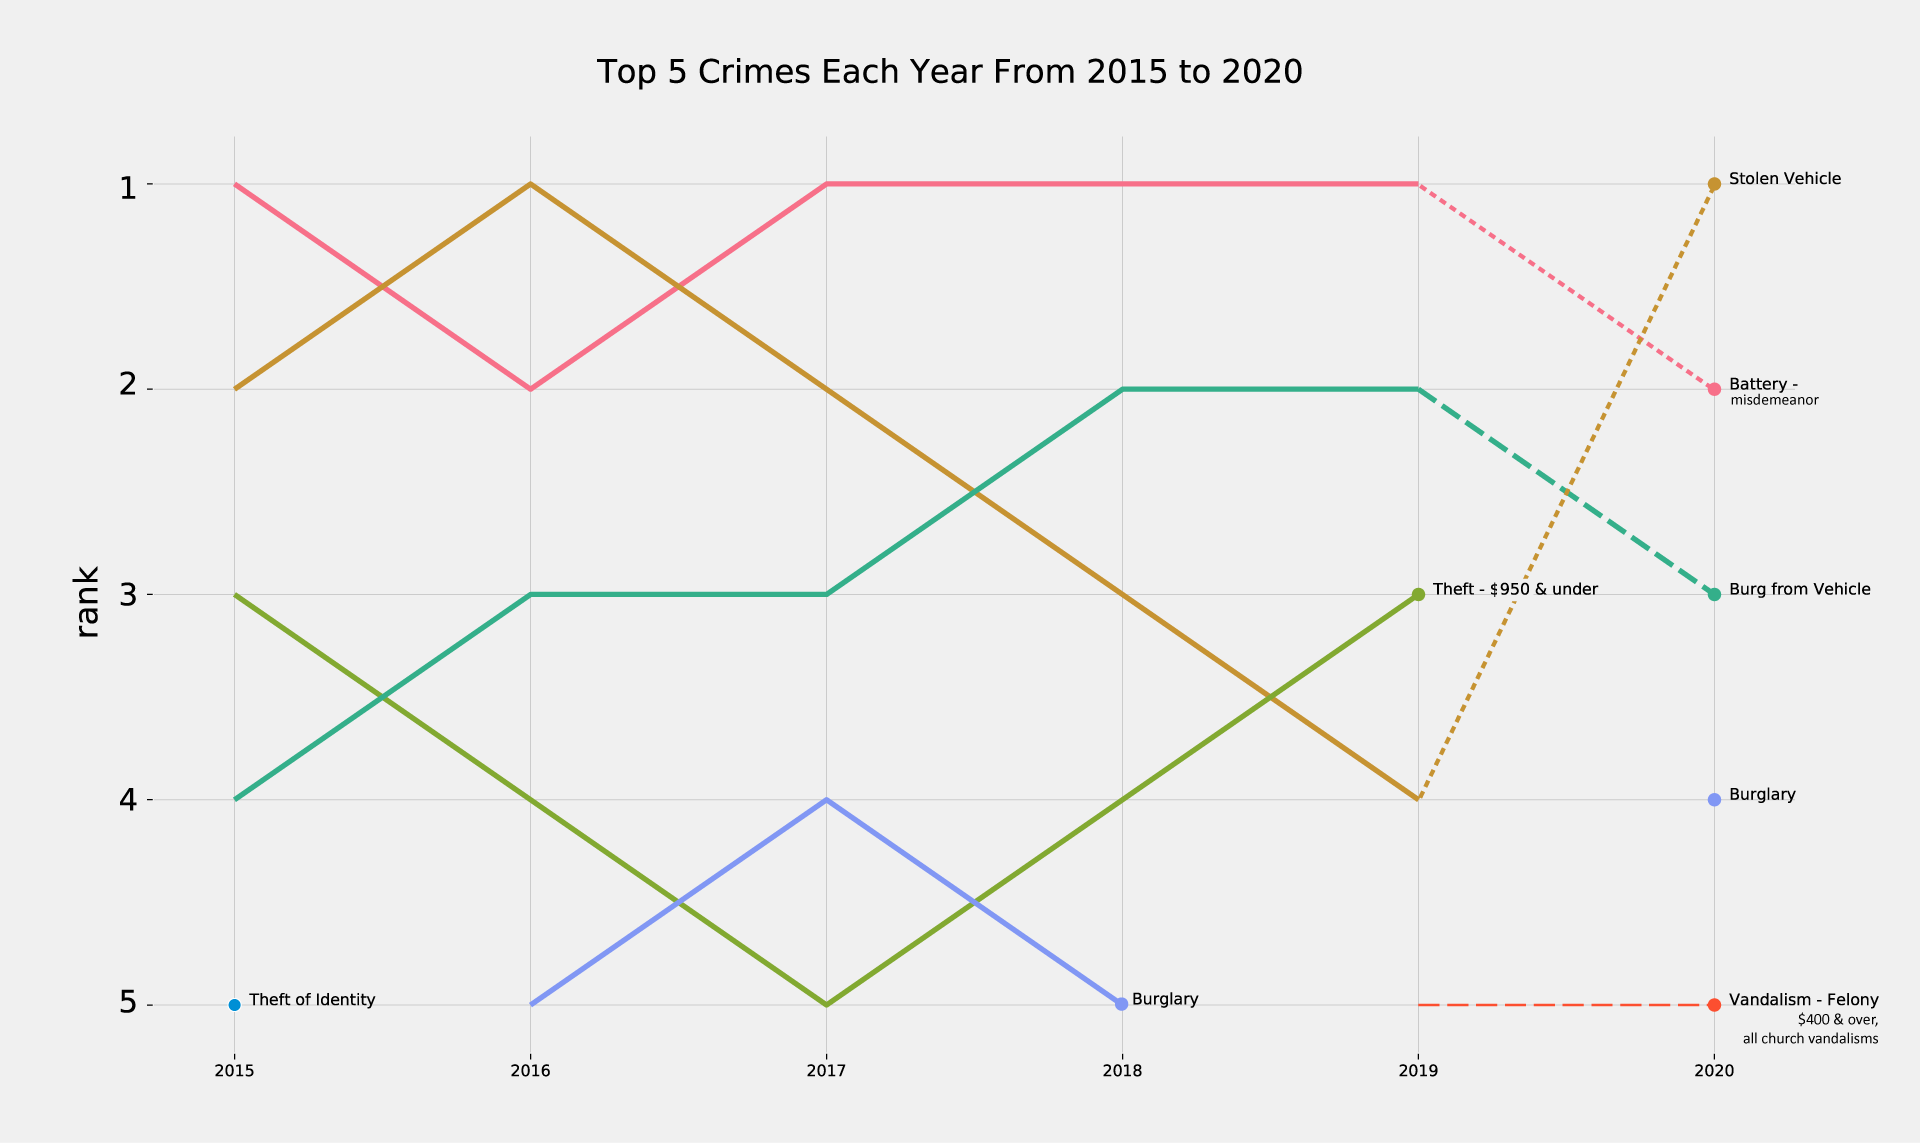 Top 5 Crimes Each Year From 2015 to 2020
rank
1
2
3
4
5
Stolen Vehicle
Battery -
misdemeanor
Theft - $950 & under
Burg from Vehicle
Burglary
Theft of Identity
Burglary
Vandalism - Felony
$400 & over,
all church vandalisms
2015 2016 2017 2018 2019 2020